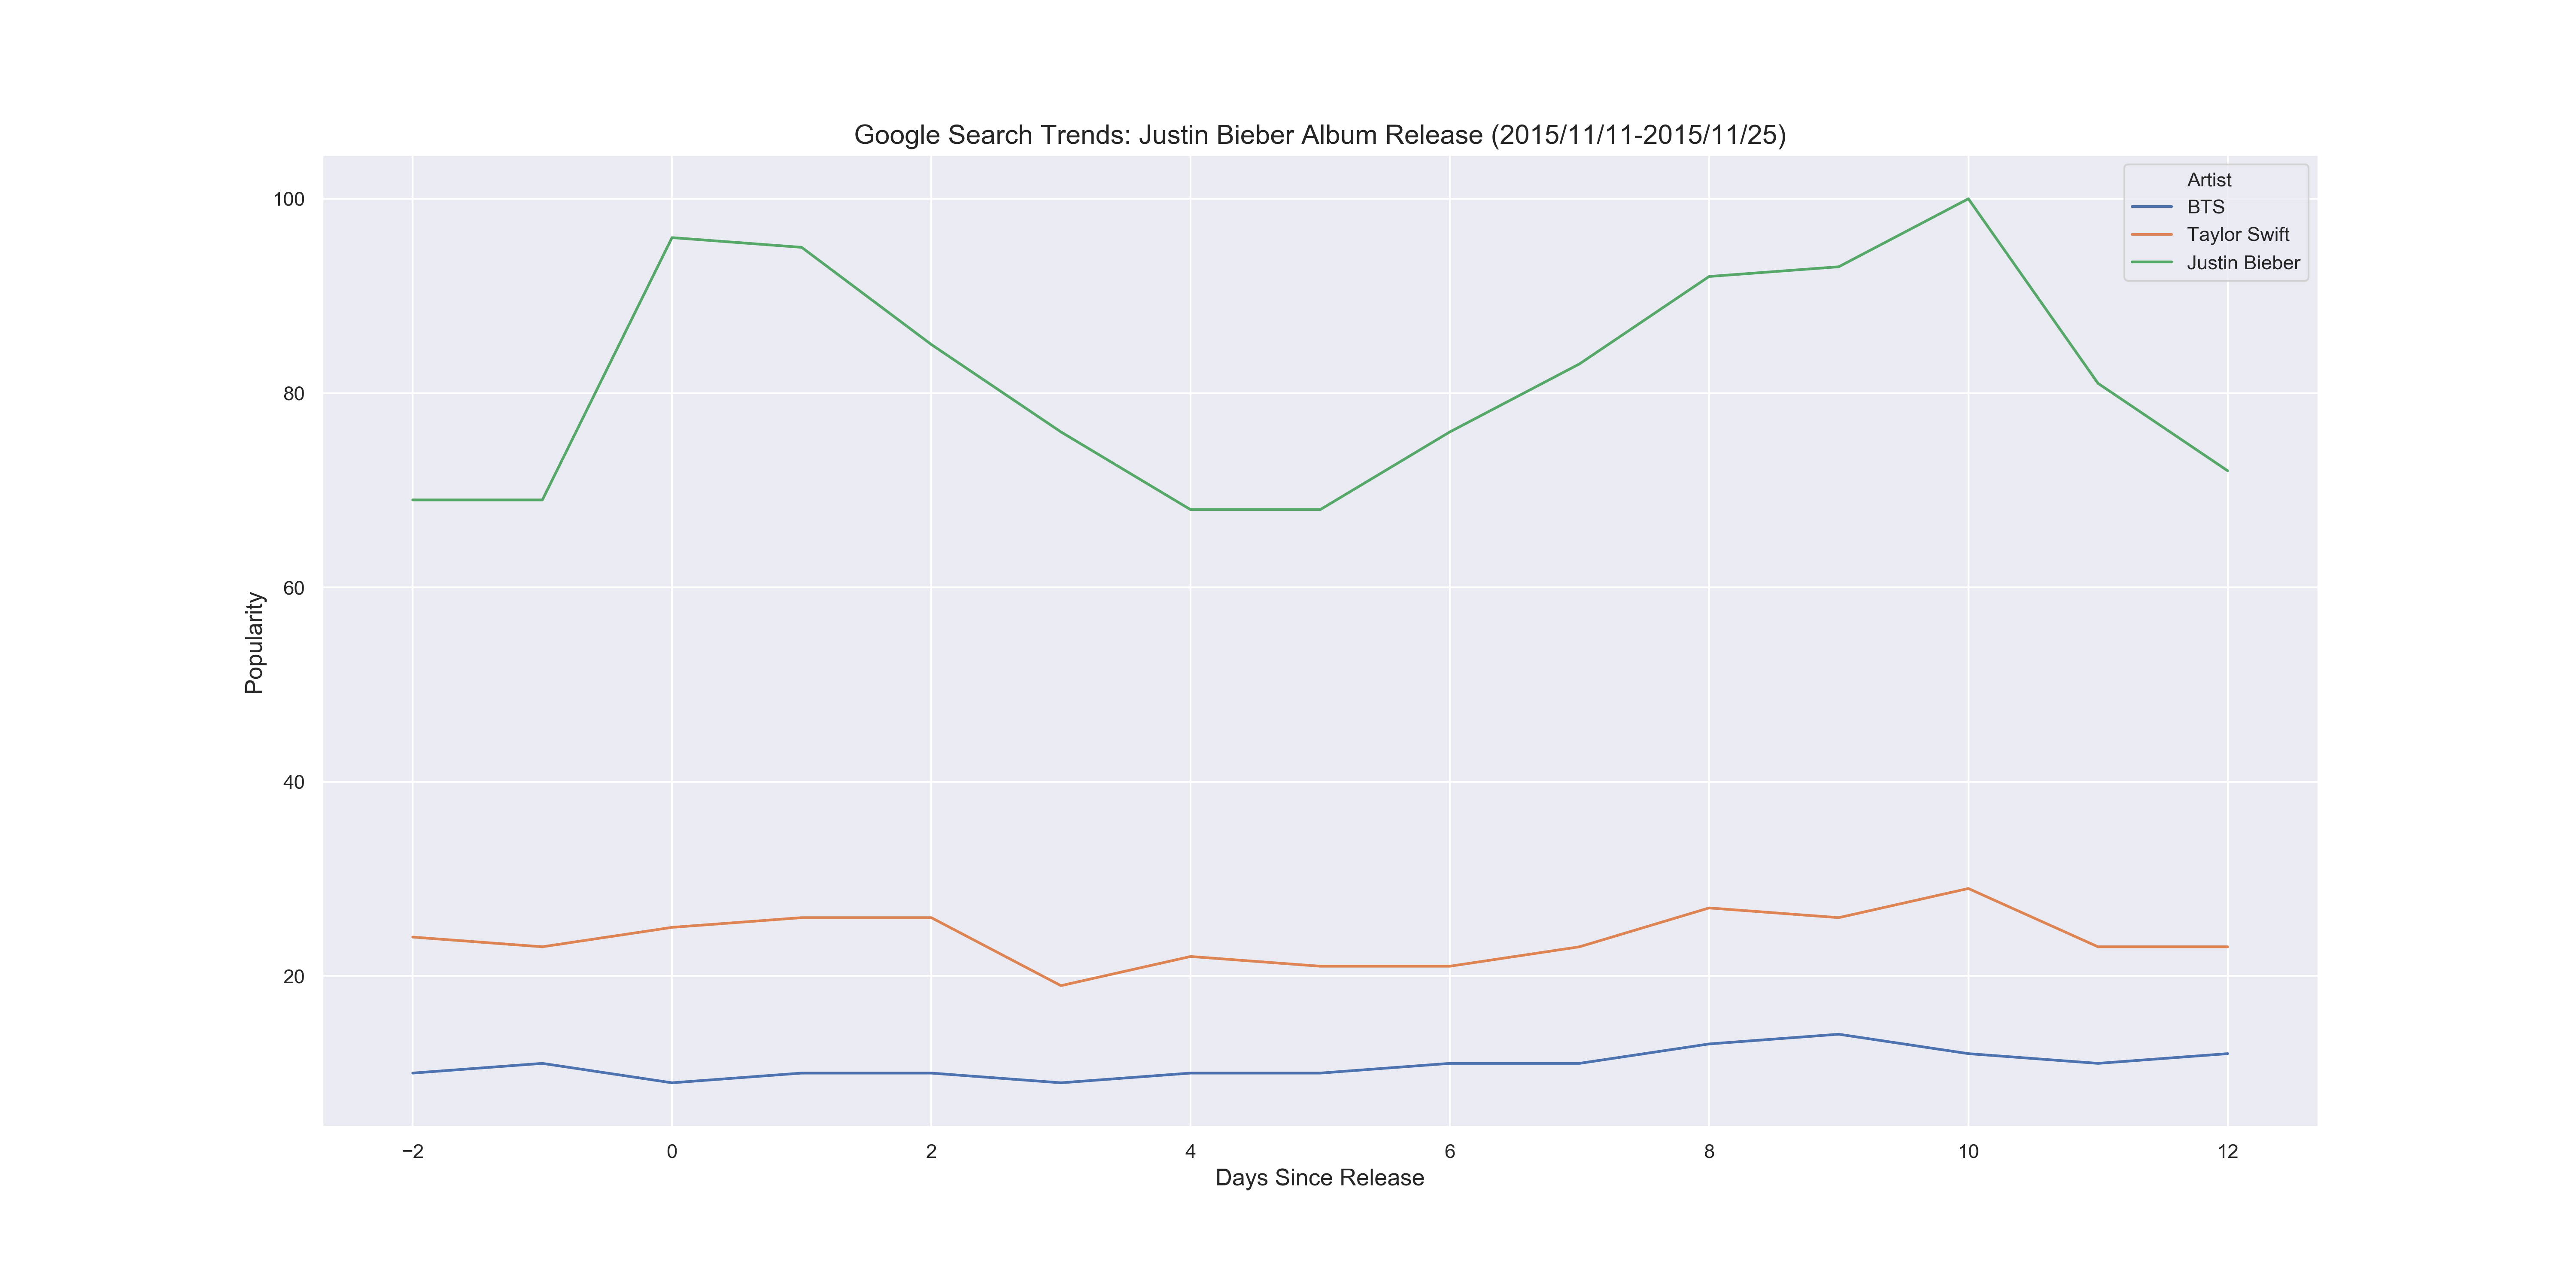 Google Search Trends: Justin Bieber Album Release (2015/11/11-2015/11/25)
Artist
BTS
Taylor Swift
Justin Bieber
100
80
60
40
20
Popularity
−2 0 2 4 6 8 10 12
Days Since Release